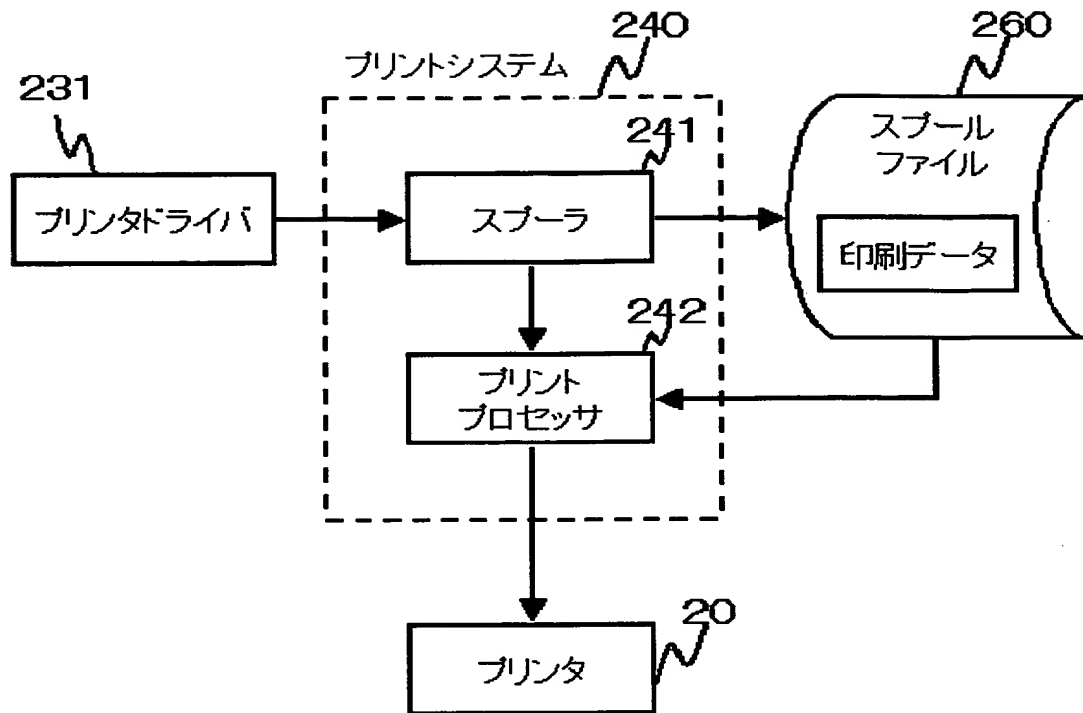 240
260
プリントシステム
231
241
スプール
ファイル
プリンタドライバ
スプーラ
印刷データ
242
プリント
プロセッサ
20
プリンタ